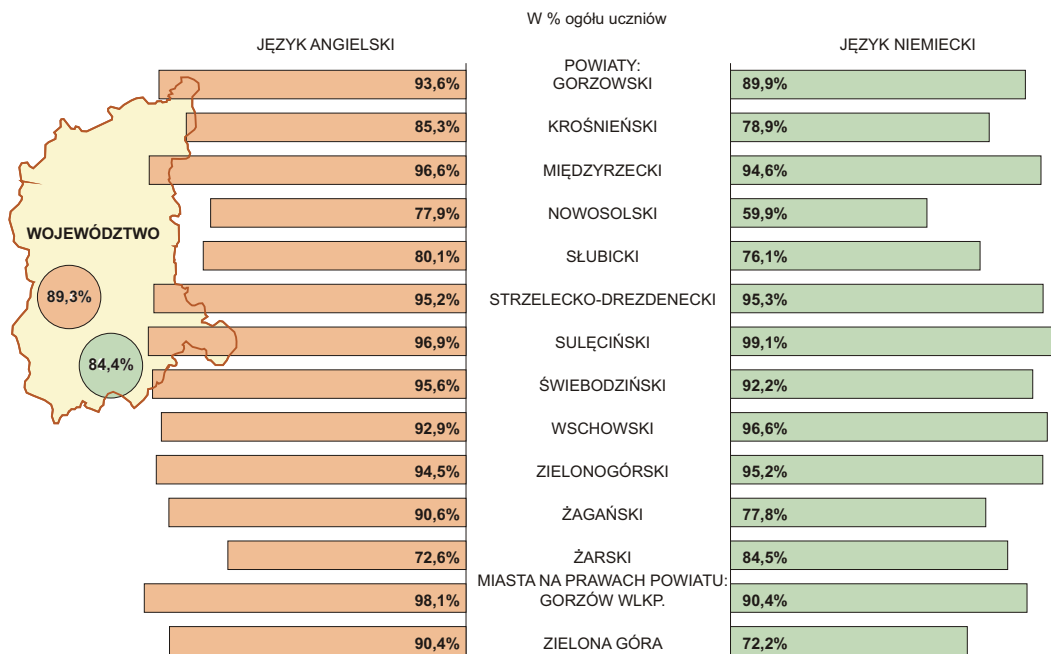 W % ogółu uczniów
JĘZYK ANGIELSKI
JĘZYK NIEMIECKI
POWIATY:
93,6% GORZOWSKI 89,9%
85,3% KROŚNIEŃSKI 78,9%
96,6% MIĘDZYRZECKI 94,6%
77,9% NOWOSOLSKI 59,9%
WOJEWÓDZTWO
80,1% SŁUBICKI 76,1%
89,3%
95,2% STRZELECKO-DREZDENECKI 95,3%
96,9% SULĘCIŃSKI 99,1%
84,4%
95,6% ŚWIEBODZIŃSKI 92,2%
92,9% WSCHOWSKI 96,6%
94,5% ZIELONOGÓRSKI 95,2%
90,6% ŻAGAŃSKI 77,8%
72,6% ŻARSKI 84,5%
MIASTA NA PRAWACH POWIATU:
98,1% GORZÓW WLKP. 90,4%
90,4% ZIELONA GÓRA 72,2%